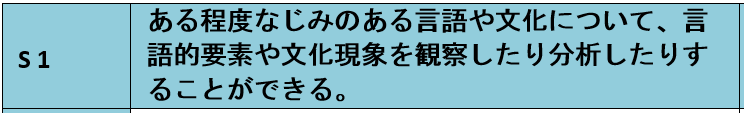 S 1
ある程度なじみのある言語や文化について、言
語的要素や文化現象を観察したり分析したりす
ることができる。